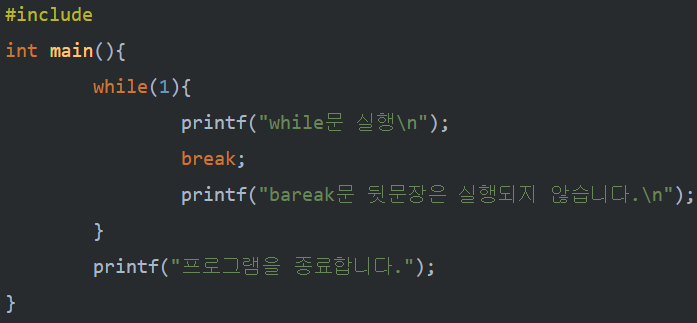 #include
int main(){
while(1){
printf("while문 실행\n");
break;
printf("bareak문 뒷문장은 실행되지 않습니다.\n");
}
printf("프로그램을 종료합니다.");
}